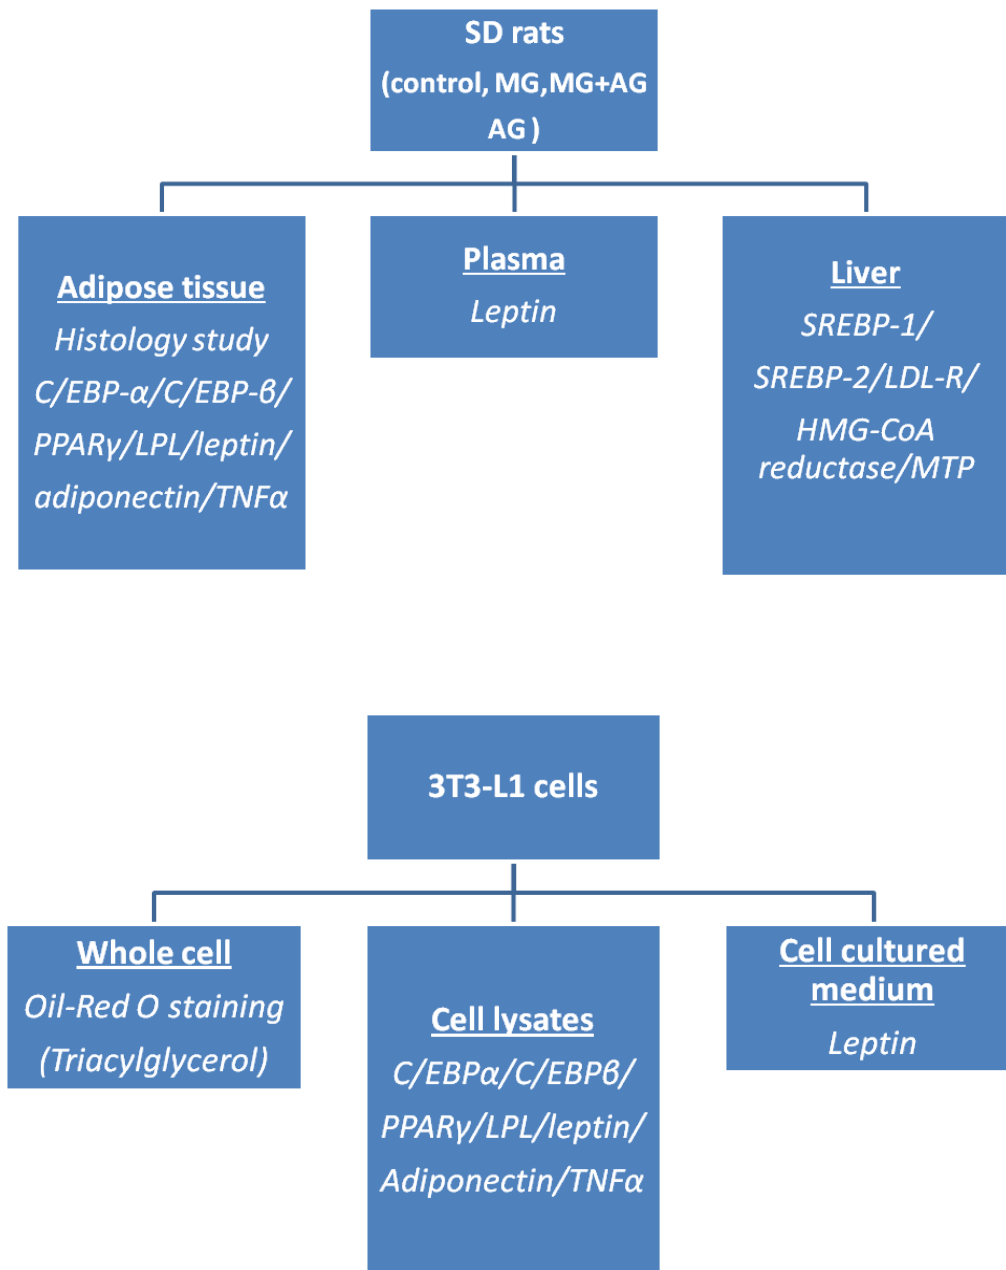 SD rats
(control, MG,MG+AG
AG )
Adipose tissue
Histology study
C/EBP-α/C/EBP-β/
PPARγ/LPL/leptin/
adiponectin/TNFα
Plasma
Leptin
Liver
SREBP-1/
SREBP-2/LDL-R/
HMG-CoA
reductase/MTP
3T3-L1 cells
Whole cell
Oil-Red O staining
(Triacylglycerol)
Cell lysates
C/EBPα/C/EBPβ/
PPARγ/LPL/leptin/
Adiponectin/TNFα
Cell cultured
medium
Leptin